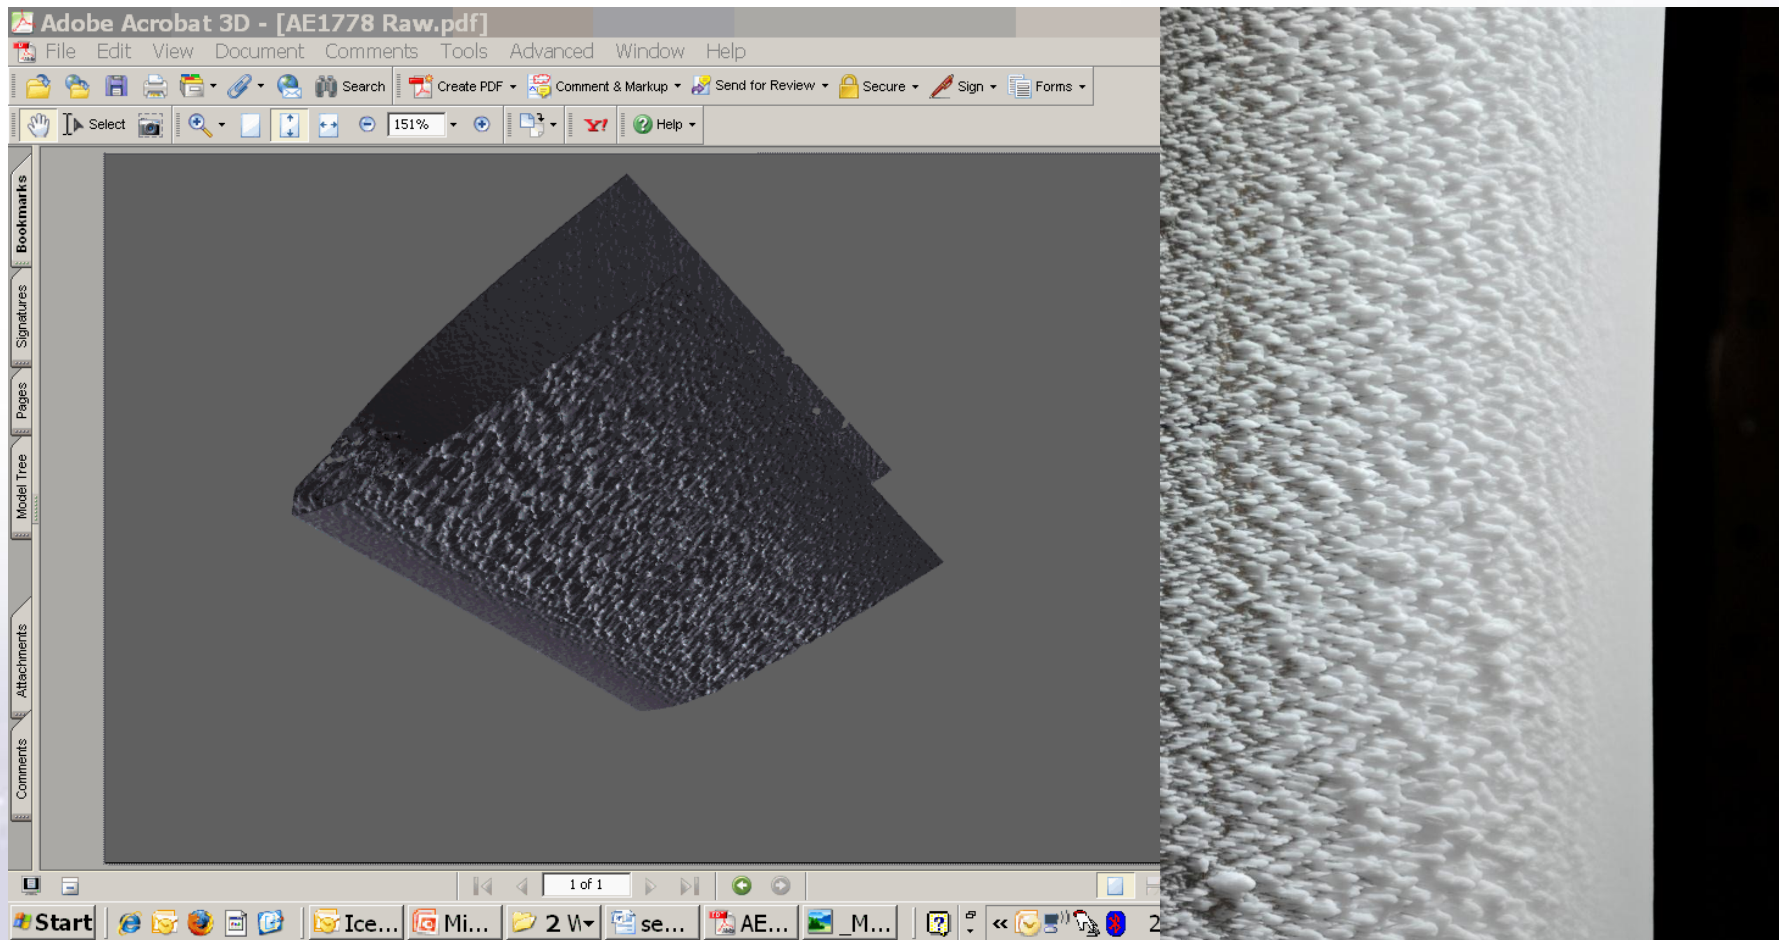 Adobe Acrobat 3D - [AE1778 Raw.pdf]
File Edit View Document Comments Tools Advanced Window Help
Search Create PDF Comment & Markup Send for Review Secure Sign Forms
Select 151% Y! Help
Bookmarks
Signatures
Pages
Model Tree
Attachments
Comments
1 of 1
Start Ice... Mi... 2 W se... AE... _M... ? « 2